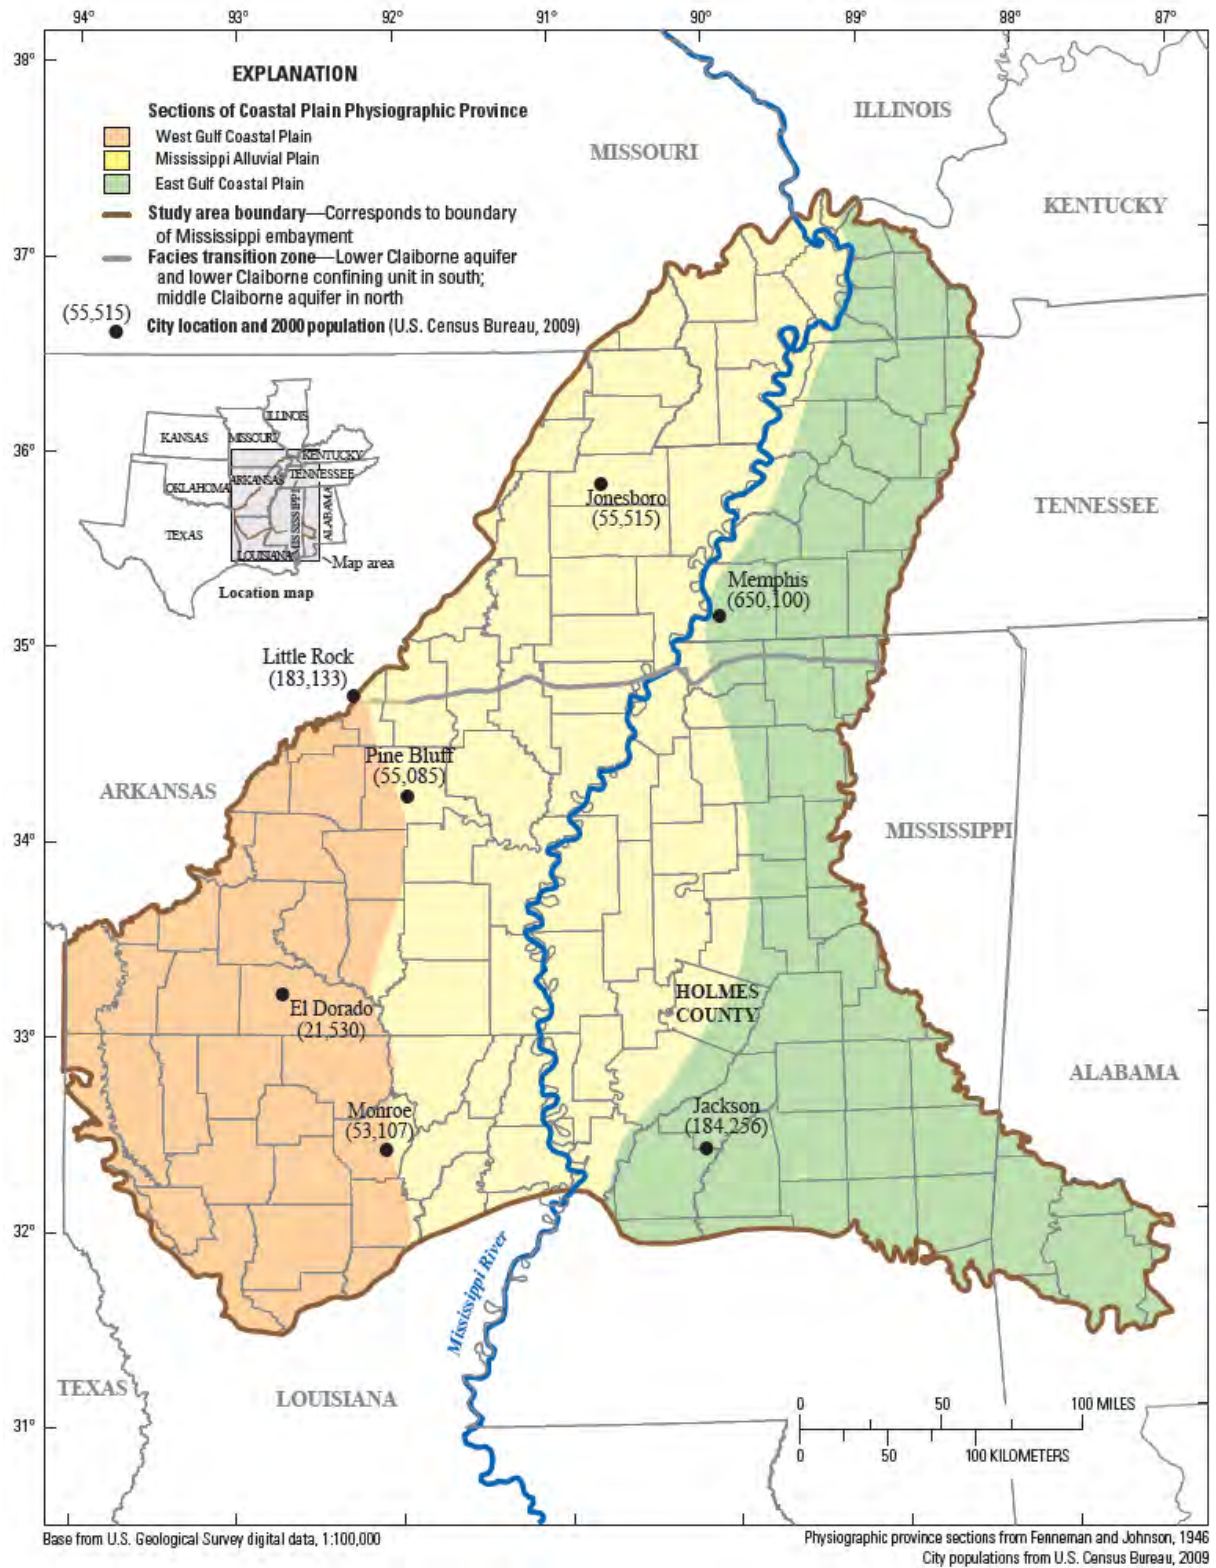 94°
93°
92°
91°
90°
89°
88°
87°
38°
37°
36°
35°
34°
33°
32°
31°
EXPLANATION
Sections of Coastal Plain Physiographic Province
West Gulf Coastal Plain
Mississippi Alluvial Plain
East Gulf Coastal Plain
Study area boundary—Corresponds to boundary
of Mississippi embayment
Facies transition zone—Lower Claiborne aquifer
and lower Claiborne confining unit in south;
middle Claiborne aquifer in north
(55,515)
City location and 2000 population (U.S. Census Bureau, 2009)
ILLINOIS
MISSOURI
KENTUCKY
TENNESSEE
ARKANSAS
MISSISSIPPI
ALABAMA
TEXAS
LOUISIANA
ILLINOIS
KANSAS
MISSOURI
KENTUCKY
TENNESSEE
ARKANSAS
OKLAHOMA
MISSISSIPPI
ALABAMA
TEXAS
LOUISIANA
Map area
Location map
Jonesboro
(55,515)
Memphis
(650,100)
Little Rock
(183,133)
Pine Bluff
(55,085)
HOLMES
COUNTY
El Dorado
(21,530)
Monroe
(53,107)
Jackson
(184,256)
Mississippi River
0 50 100 MILES
0 50 100 KILOMETERS
Base from U.S. Geological Survey digital data, 1:100,000
Physiographic province sections from Fenneman and Johnson, 1946
City populations from U.S. Census Bureau, 2009